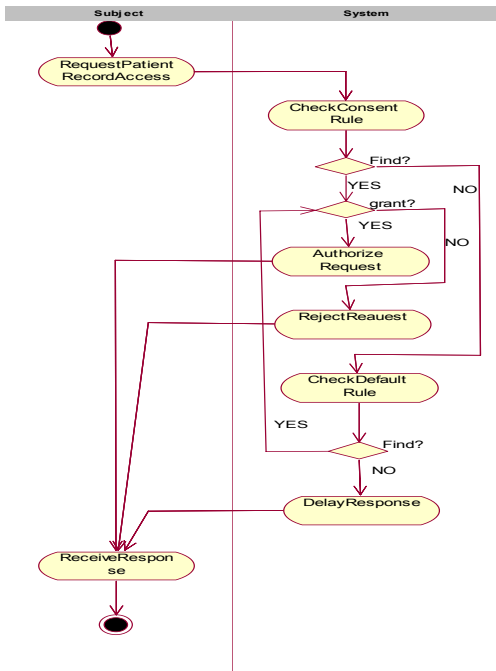 Subject
System
RequestPatient
RecordAccess
CheckConsent
Rule
Find?
YES
NO
grant?
YES
NO
Authorize
Request
RejectReauest
CheckDefault
Rule
YES
Find?
NO
DelayResponse
ReceiveRespon
se